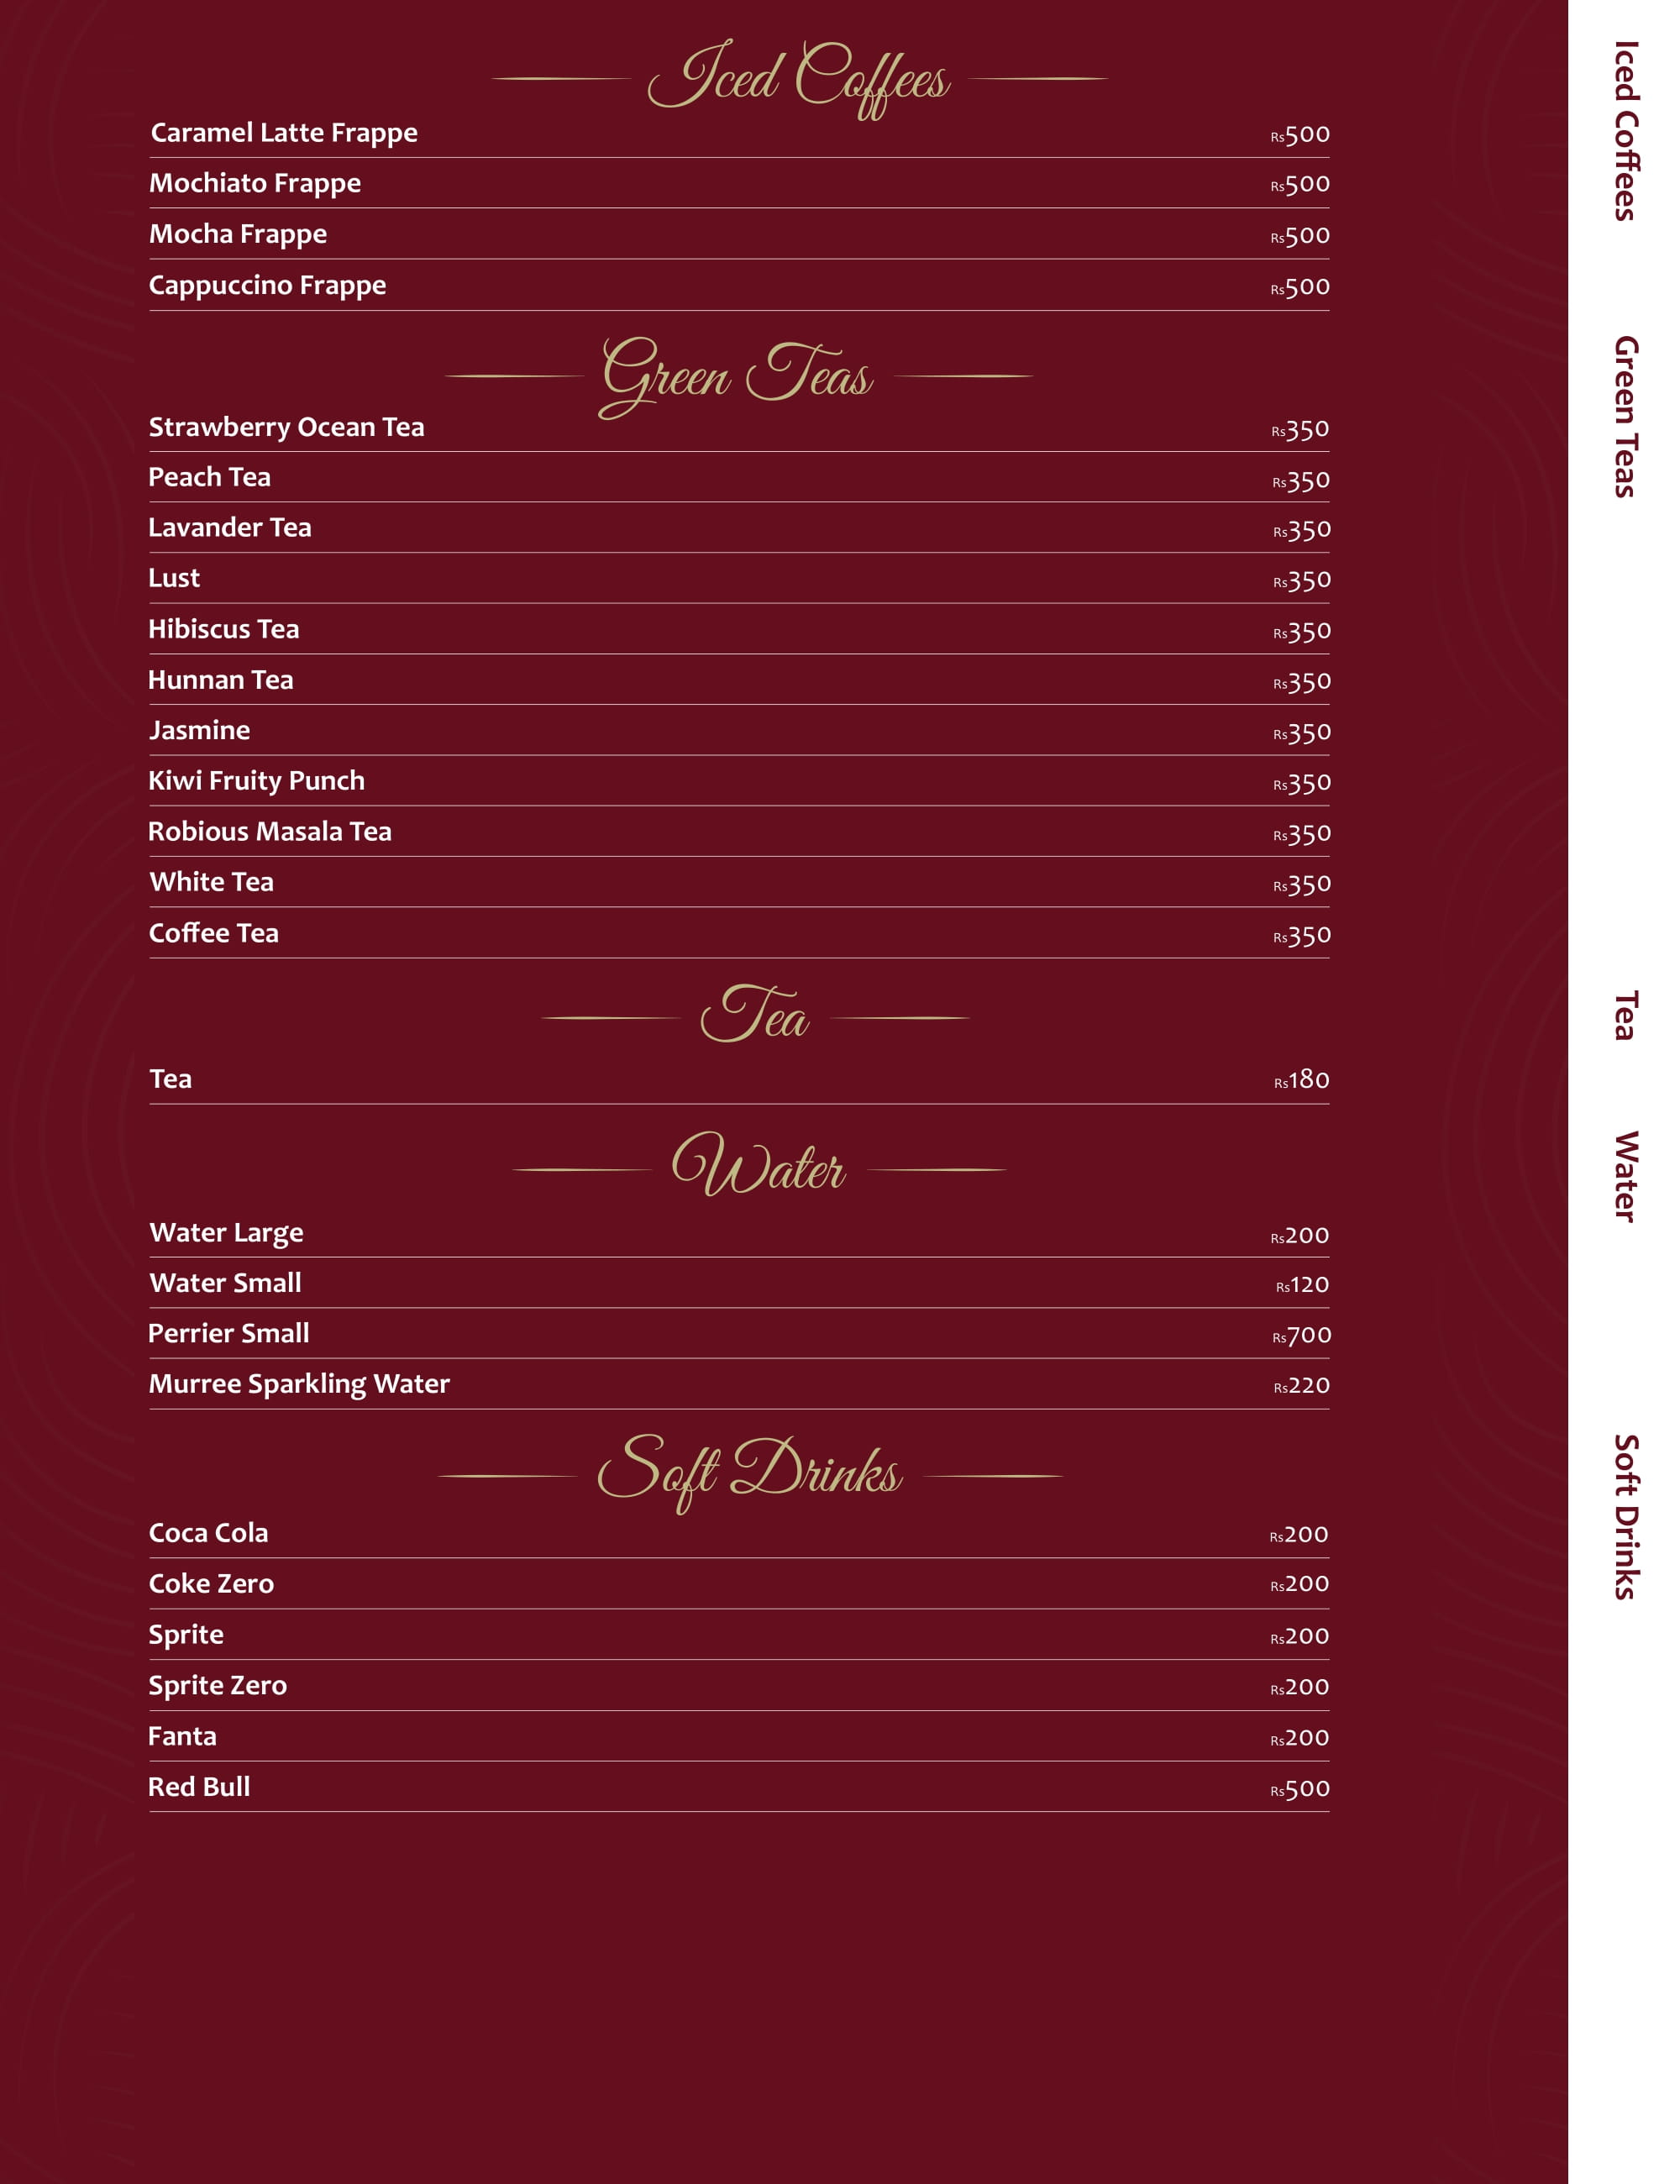 Iced Coffees
Caramel Latte Frappe Rs500
Mochiato Frappe Rs500
Mocha Frappe Rs500
Cappuccino Frappe Rs500
Green Teas
Strawberry Ocean Tea Rs350
Peach Tea Rs350
Lavander Tea Rs350
Lust Rs350
Hibiscus Tea Rs350
Hunnan Tea Rs350
Jasmine Rs350
Kiwi Fruity Punch Rs350
Robious Masala Tea Rs350
White Tea Rs350
Coffee Tea Rs350
Tea
Tea Rs180
Water
Water Large Rs200
Water Small Rs120
Perrier Small Rs700
Murree Sparkling Water Rs220
Soft Drinks
Coca Cola Rs200
Coke Zero Rs200
Sprite Rs200
Sprite Zero Rs200
Fanta Rs200
Red Bull Rs500
Iced Coffees
Green Teas
Tea
Water
Soft Drinks